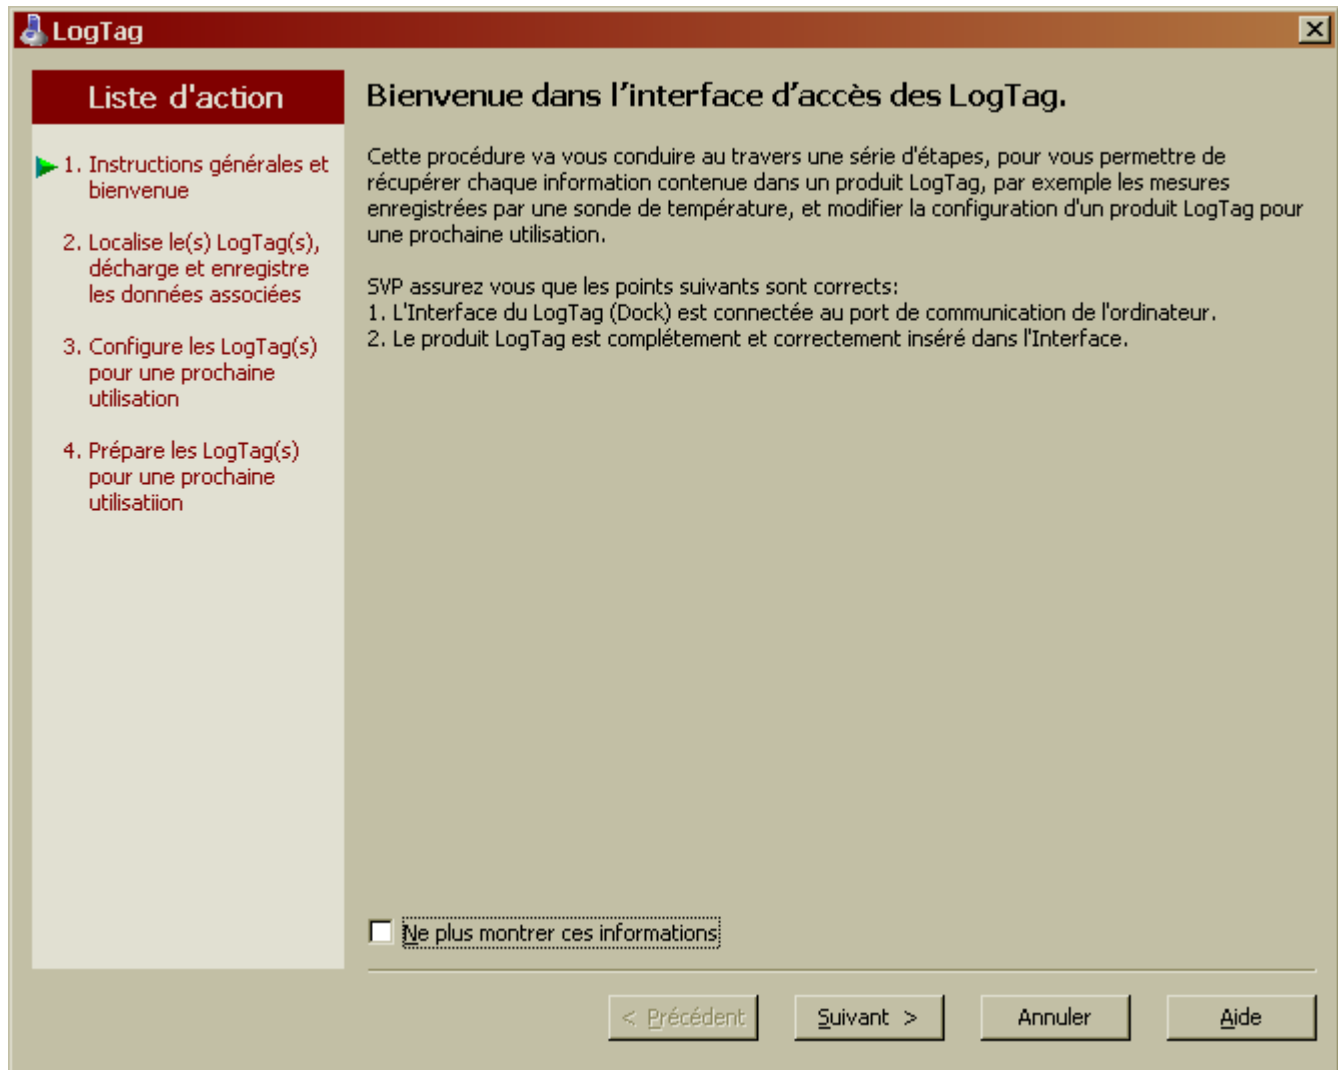 LogTag
Liste d'action
1. Instructions générales et
bienvenue
2. Localise le(s) LogTag(s),
décharge et enregistre
les données associées
3. Configure les LogTag(s)
pour une prochaine
utilisation
4. Prépare les LogTag(s)
pour une prochaine
utilisatiion
Bienvenue dans l'interface d'accès des LogTag.
Cette procédure va vous conduire au travers une série d'étapes, pour vous permettre de
récupérer chaque information contenue dans un produit LogTag, par exemple les mesures
enregistrées par une sonde de température, et modifier la configuration d'un produit LogTag pour
une prochaine utilisation.
SVP assurez vous que les points suivants sont corrects:
1. L'Interface du LogTag (Dock) est connectée au port de communication de l'ordinateur.
2. Le produit LogTag est complétement et correctement inséré dans l'Interface.
Ne plus montrer ces informations
< Précédent
Suivant >
Annuler
Aide